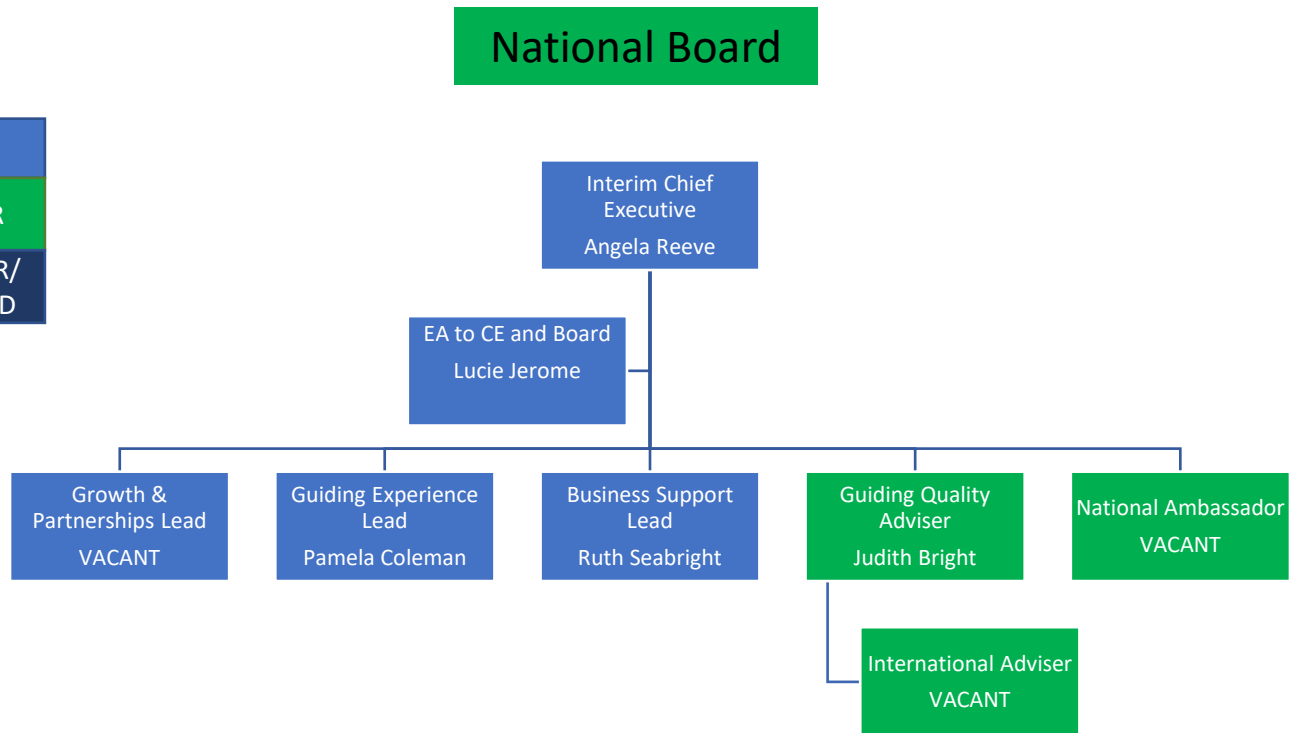 National Board
R
R/
D
Interim Chief
Executive
Angela Reeve
EA to CE and Board
Lucie Jerome
Growth &
Partnerships Lead
VACANT
Guiding Experience
Lead
Pamela Coleman
Business Support
Lead
Ruth Seabright
Guiding Quality
Adviser
Judith Bright
National Ambassador
VACANT
International Adviser
VACANT